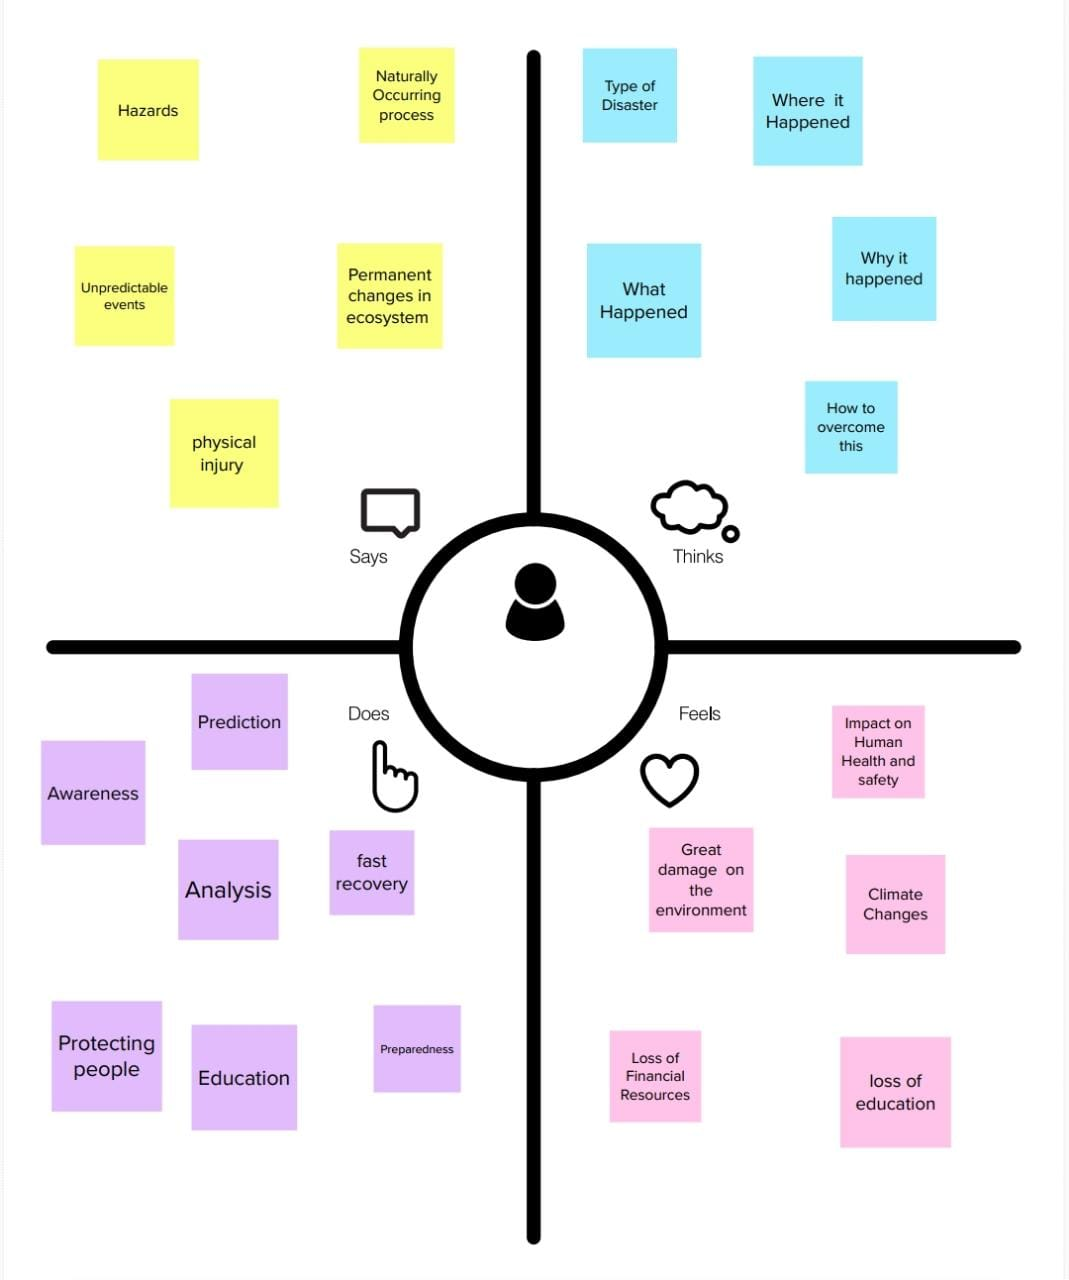 Hazards
Naturally
Occurring
process
Unpredictable
events
Permanent
changes in
ecosystem
physical
injury
Says
Type of
Disaster
Where it
Happened
What
Happened
Why it
happened
How to
overcome
this
Thinks
Does
Prediction
Awareness
Analysis
fast
recovery
Protecting
people
Education
Preparedness
Feels
Impact on
Human
Health and
safety
Great
damage on
the
environment
Climate
Changes
Loss of
Financial
Resources
loss of
education